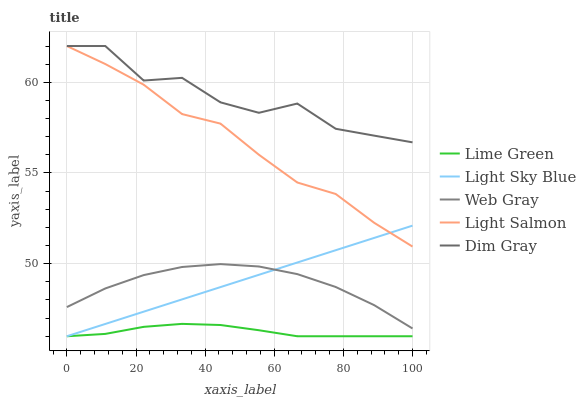 title
60
55
50
yaxis_label
0 20 40 60 80 100
xaxis_label
Lime Green
Light Sky Blue
Web Gray
Light Salmon
Dim Gray